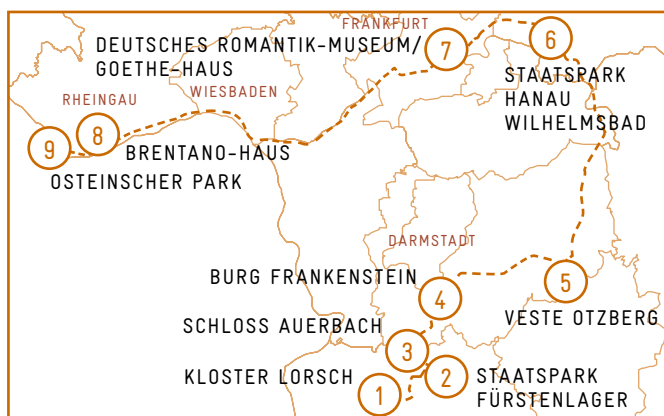 FRANKFURT
DEUTSCHES ROMANTIK-MUSEUM/
GOETHE-HAUS
7
6
STAATSPARK
HANAU
WILHELMSBAD
RHEINGAU
WIESBADEN
9
8
BRENTANO-HAUS
OSTEINSCHER PARK
DARMSTADT
BURG FRANKENSTEIN
4
5
VESTE OTZBERG
SCHLOSS AUERBACH
3
KLOSTER LORSCH
1
2
STAATSPARK
FÜRSTENLAGER